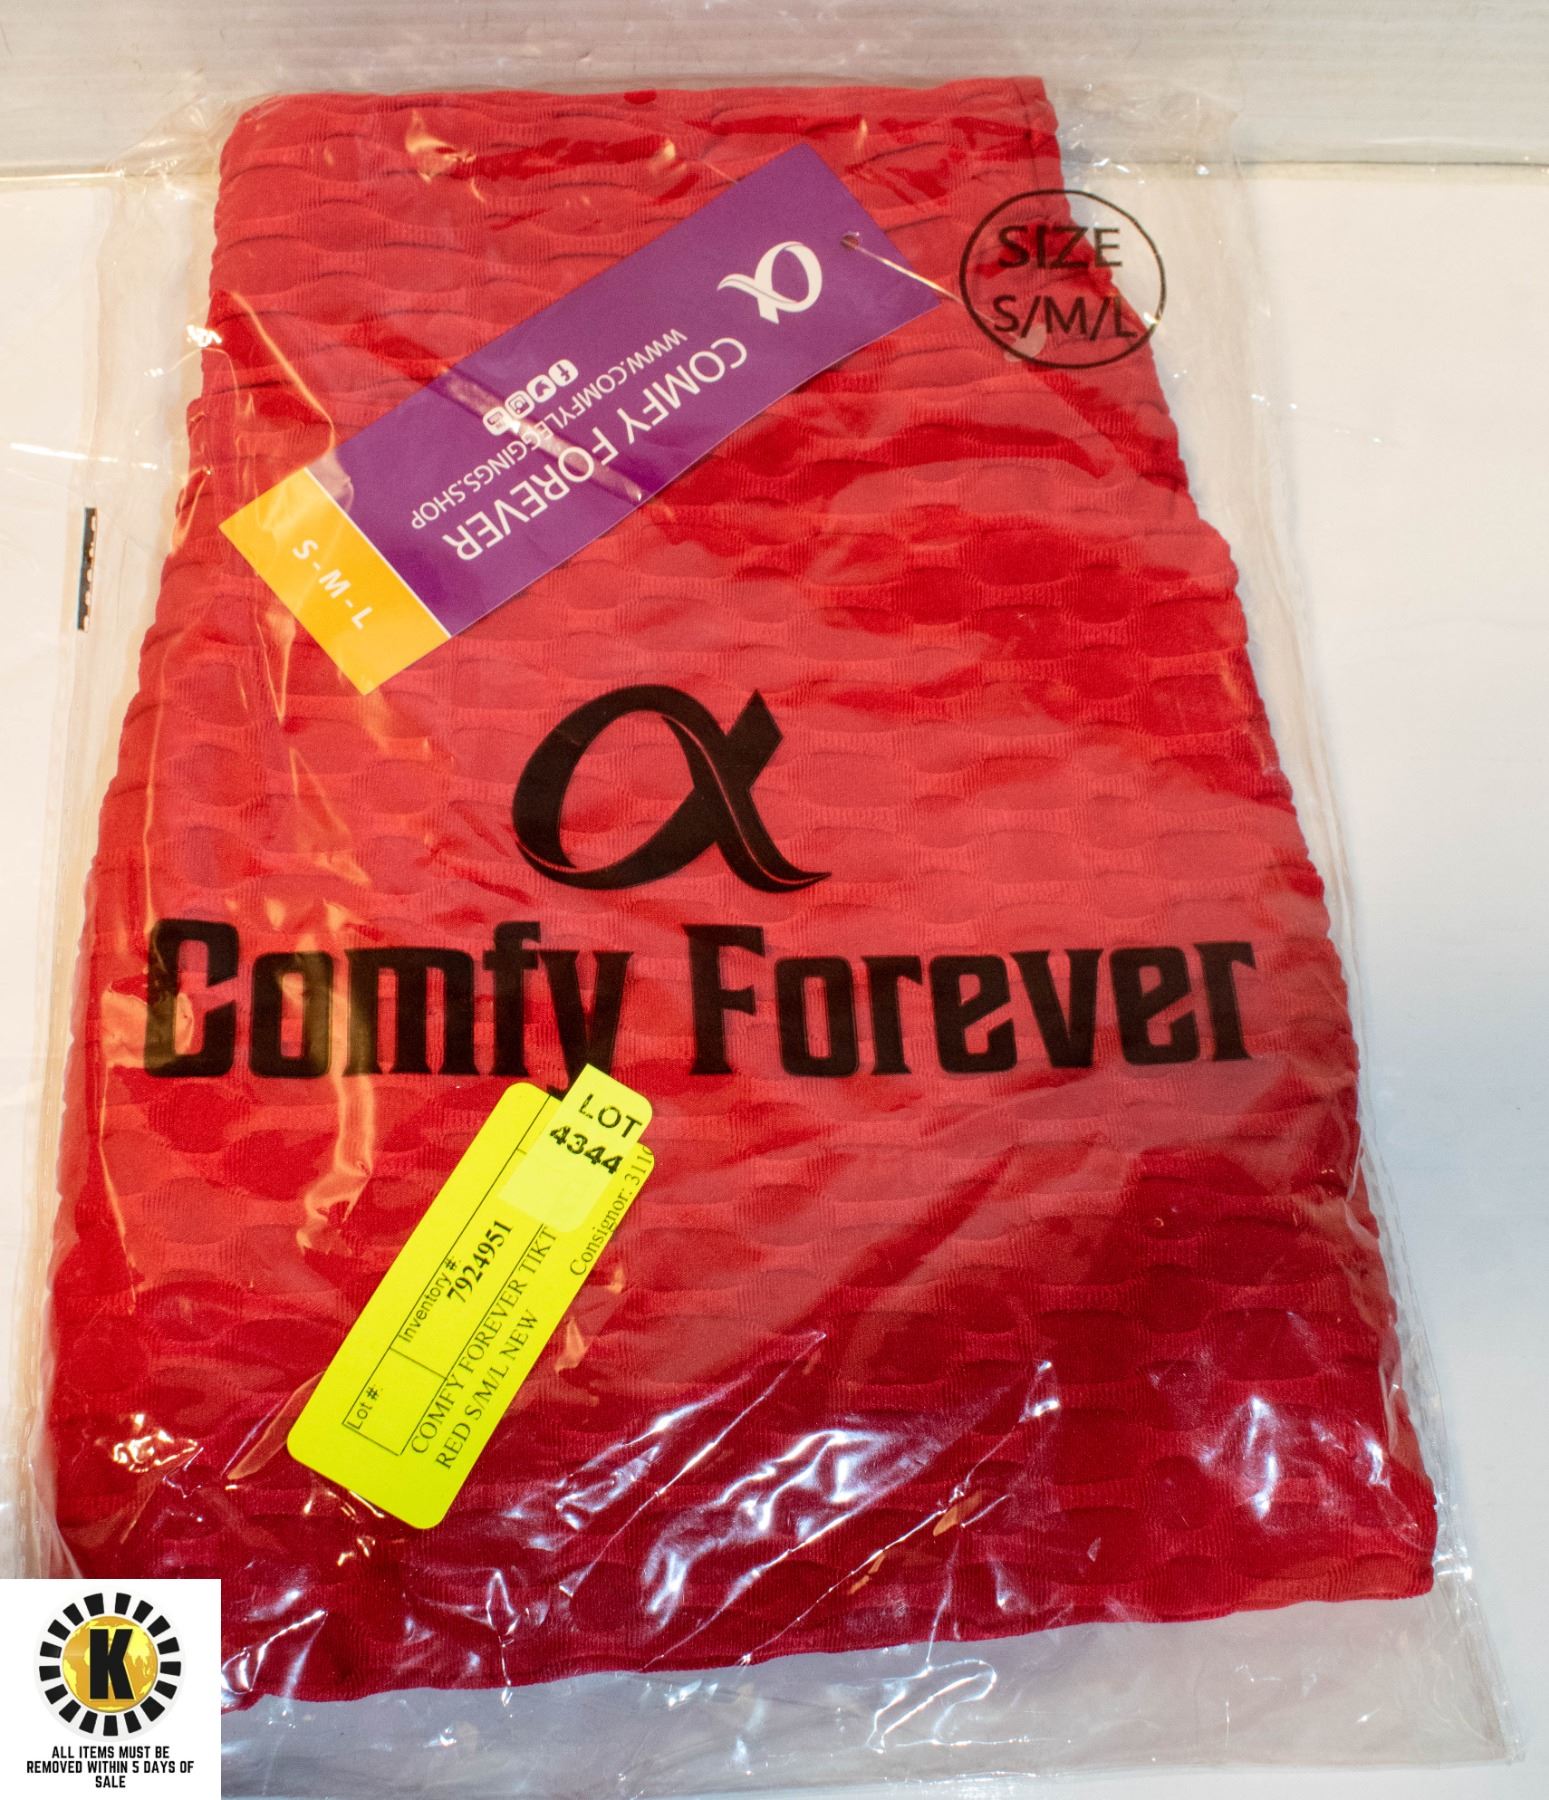 SIZE
S/M/L
COMFY FOREVER
WWW.COMFYLEGGINGS.SHOP
S-M-L
Comfy Forever
LOT
4344
Lot #:
Inventory #:
7924951
COMFY FOREVER TIKT
RED S/M/L NEW
Consignor: 311
K
ALL ITEMS MUST BE
REMOVED WITHIN 5 DAYS OF
SALE